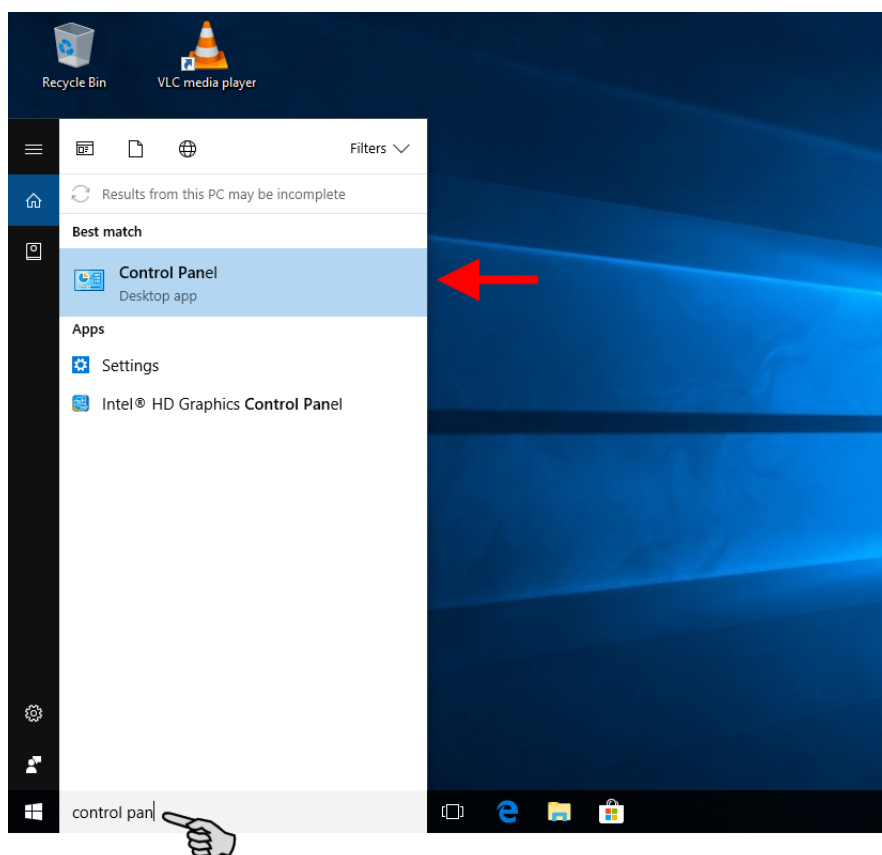 Recycle Bin
VLC media player
Filters
Results from this PC may be incomplete
Best match
Control Panel
Desktop app
Apps
Settings
Intel® HD Graphics Control Panel
control pan